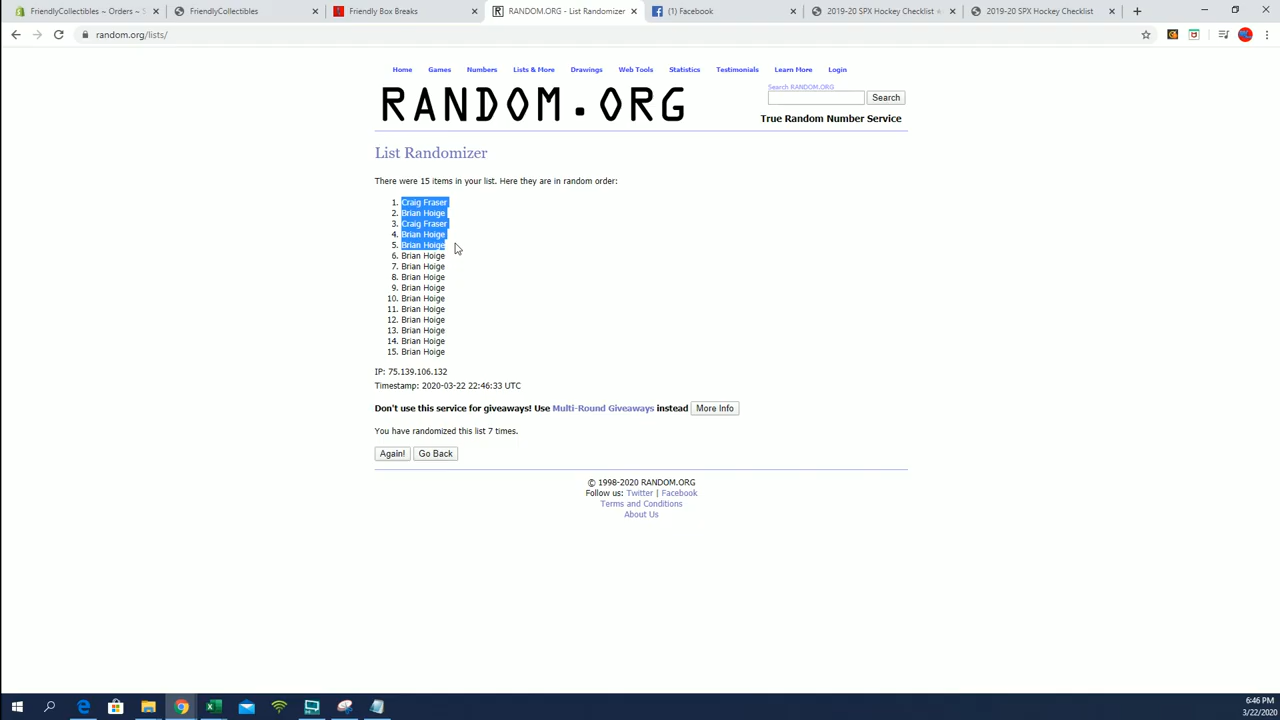 FriendlyCollectibles ~ Orders ~ S
FriendlyCollectibles
Friendly Box Breaks
RANDOM.ORG - List Randomizer
(1) Facebook
2019-20 SPX Hockey Checklist
2019-20 SPX Hockey Checklist
random.org/lists/
Home Games Numbers Lists & More Drawings Web Tools Statistics Testimonials Learn More Login
RANDOM.ORG
Search RANDOM.ORG
Search
True Random Number Service
List Randomizer
There were 15 items in your list. Here they are in random order:
1. Craig Fraser
2. Brian Hoige
3. Craig Fraser
4. Brian Hoige
5. Brian Hoige
6. Brian Hoige
7. Brian Hoige
8. Brian Hoige
9. Brian Hoige
10. Brian Hoige
11. Brian Hoige
12. Brian Hoige
13. Brian Hoige
14. Brian Hoige
15. Brian Hoige
IP: 75.139.106.132
Timestamp: 2020-03-22 22:46:33 UTC
Don't use this service for giveaways! Use Multi-Round Giveaways instead More Info
You have randomized this list 7 times.
Again! Go Back
© 1998-2020 RANDOM.ORG
Follow us: Twitter | Facebook
Terms and Conditions
About Us
6:46 PM
3/22/2020